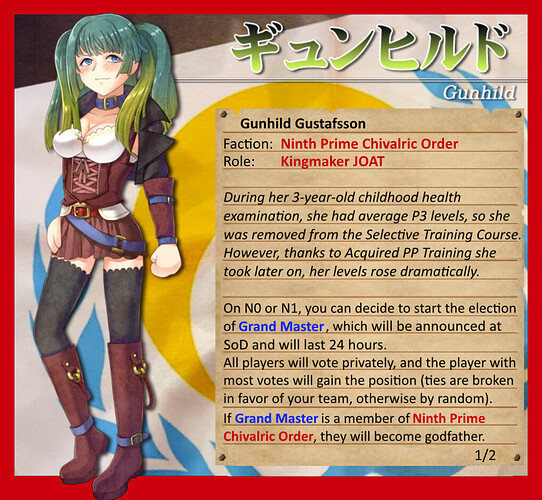 ギュンヒルド
Gunhild
Gunhild Gustafsson
Faction: Ninth Prime Chivalric Order
Role: Kingmaker JOAT
During her 3-year-old childhood health
examination, she had average P3 levels, so she
was removed from the Selective Training Course.
However, thanks to Acquired PP Training she
took later on, her levels rose dramatically.
On N0 or N1, you can decide to start the election
of Grand Master, which will be announced at
SoD and will last 24 hours.
All players will vote privately, and the player with
most votes will gain the position (ties are broken
in favor of your team, otherwise by random).
If Grand Master is a member of Ninth Prime
Chivalric Order, they will become godfather.
1/2